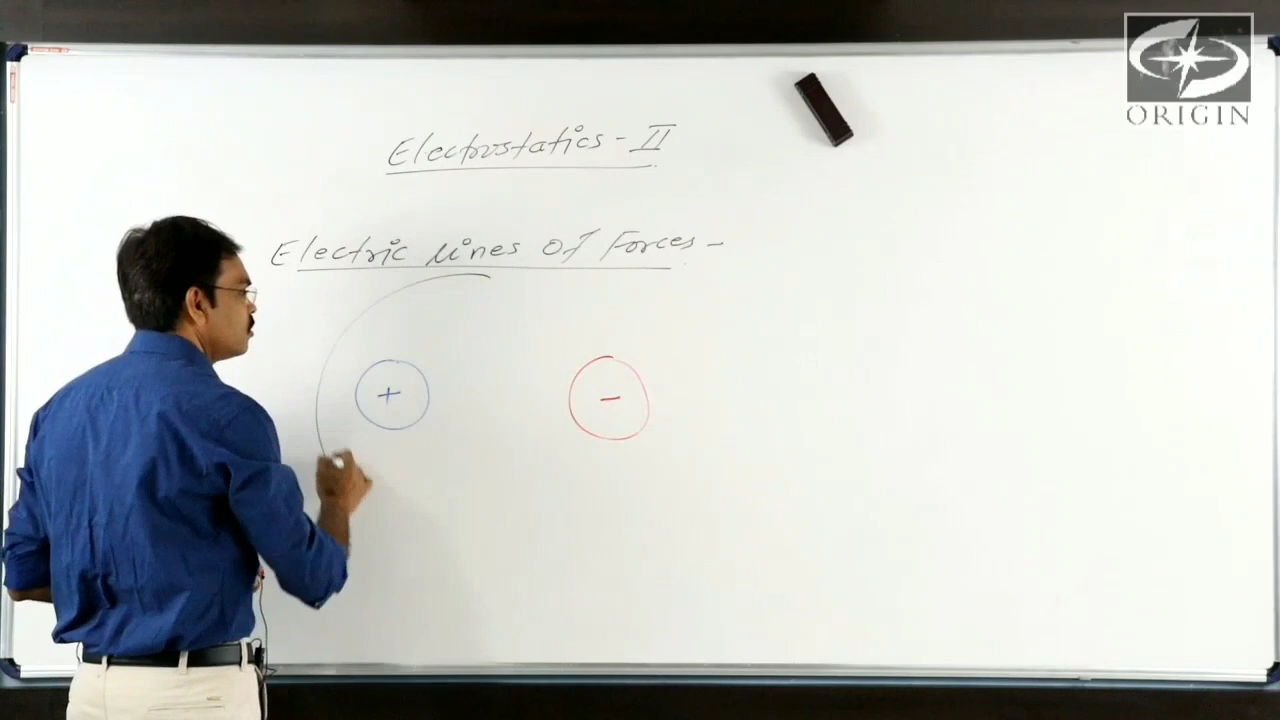 ORIGIN
Electrostatics - II
Electric Lines Of Forces -
+ -